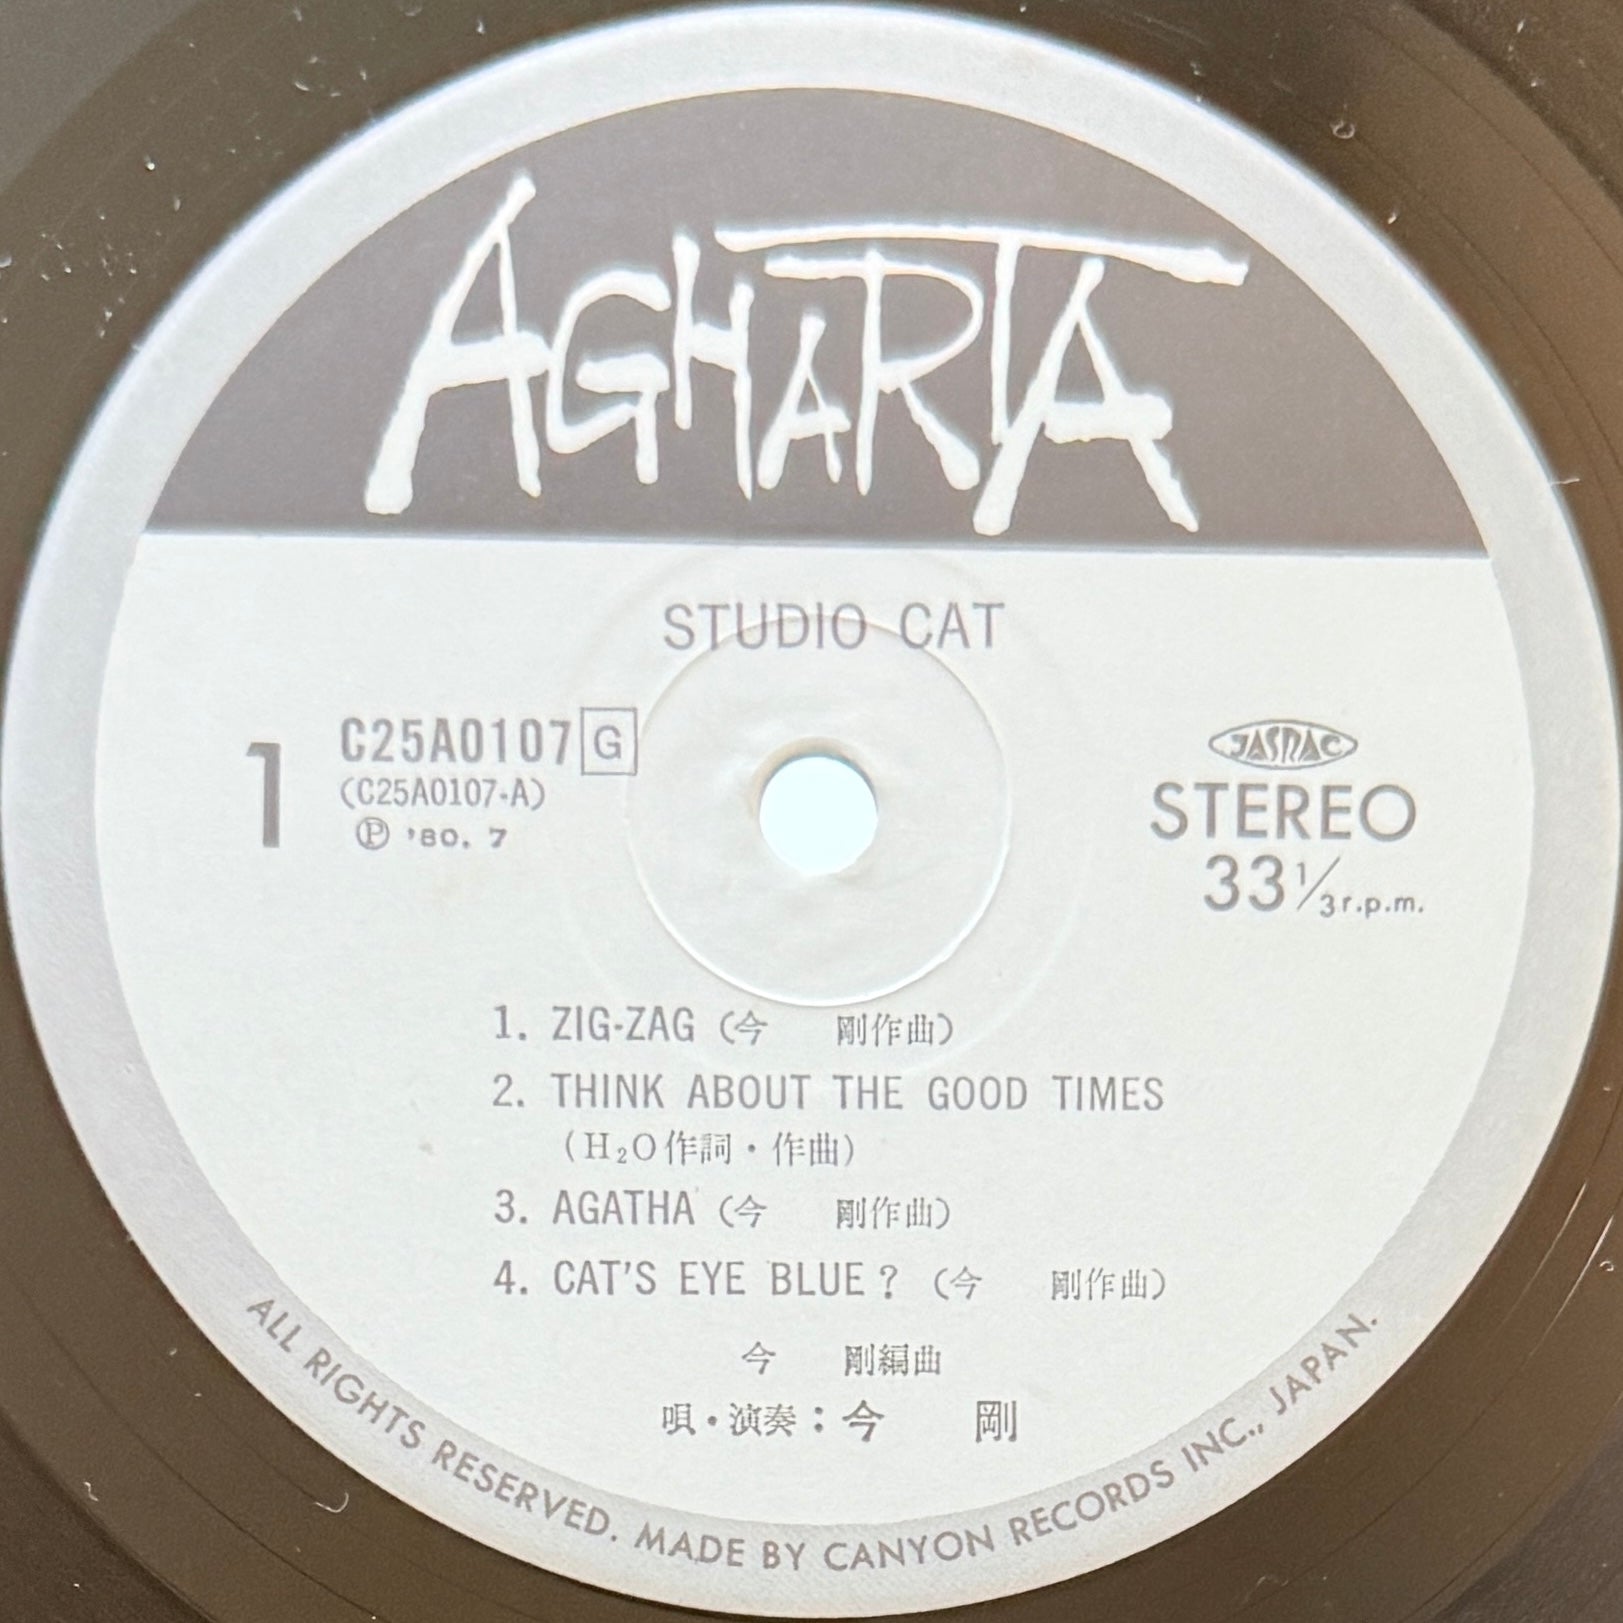 AGHARTA
STUDIO CAT
1
C25A0107 G
(C25A0107-A)
Ⓟ '80. 7
JASRAC
STEREO
33 1/3 r.p.m.
1. ZIG-ZAG (今　剛作曲)
2. THINK ABOUT THE GOOD TIMES
(H₂O作詞・作曲)
3. AGATHA (今　剛作曲)
4. CAT'S EYE BLUE? (今　剛作曲)
今　剛編曲
唄・演奏:今　剛
ALL RIGHTS RESERVED. MADE BY CANYON RECORDS INC., JAPAN.